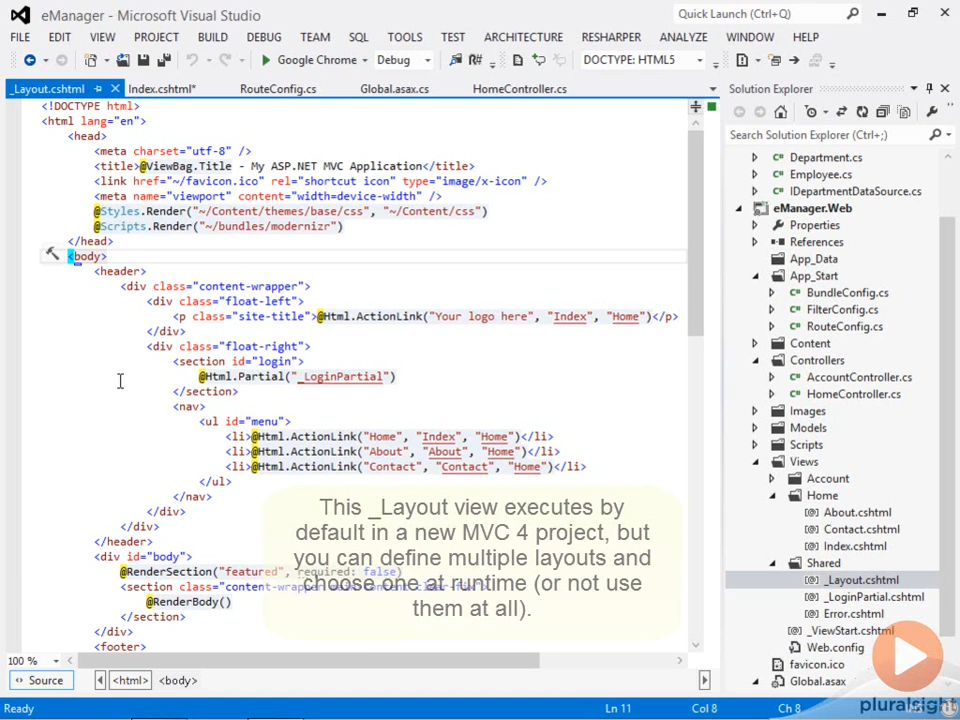 eManager - Microsoft Visual Studio
Quick Launch (Ctrl+Q)
FILE EDIT VIEW PROJECT BUILD DEBUG TEAM SQL TOOLS TEST ARCHITECTURE RESHARPER ANALYZE WINDOW HELP
Google Chrome Debug DOCTYPE: HTML5
_Layout.cshtml Index.cshtml* RouteConfig.cs Global.asax.cs HomeController.cs
<!DOCTYPE html>
<html lang="en">
<head>
<meta charset="utf-8" />
<title>@ViewBag.Title - My ASP.NET MVC Application</title>
<link href="~/favicon.ico" rel="shortcut icon" type="image/x-icon" />
<meta name="viewport" content="width=device-width" />
@Styles.Render("~/Content/themes/base/css", "~/Content/css")
@Scripts.Render("~/bundles/modernizr")
</head>
<body>
<header>
<div class="content-wrapper">
<div class="float-left">
<p class="site-title">@Html.ActionLink("Your logo here", "Index", "Home")</p>
</div>
<div class="float-right">
<section id="login">
@Html.Partial("_LoginPartial")
</section>
<nav>
<ul id="menu">
<li>@Html.ActionLink("Home", "Index", "Home")</li>
<li>@Html.ActionLink("About", "About", "Home")</li>
<li>@Html.ActionLink("Contact", "Contact", "Home")</li>
</ul>
</nav>
</div>
</div>
</header>
<div id="body">
@RenderSection("featured", required: false)
<section class="content-wrapper main-content clear-fix">
@RenderBody()
</section>
</div>
<footer>
This _Layout view executes by
default in a new MVC 4 project, but
you can define multiple layouts and
choose one at runtime (or not use
them at all).
100 %
Source <html> <body>
Solution Explorer
Search Solution Explorer (Ctrl+;)
Department.cs
Employee.cs
IDepartmentDataSource.cs
eManager.Web
Properties
References
App_Data
App_Start
BundleConfig.cs
FilterConfig.cs
RouteConfig.cs
Content
Controllers
AccountController.cs
HomeController.cs
Images
Models
Scripts
Views
Account
Home
About.cshtml
Contact.cshtml
Index.cshtml
Shared
_Layout.cshtml
_LoginPartial.cshtml
Error.cshtml
_ViewStart.cshtml
Web.config
favicon.ico
Global.asax
pluralsight
Ready Ln 11 Col 8 Ch 8